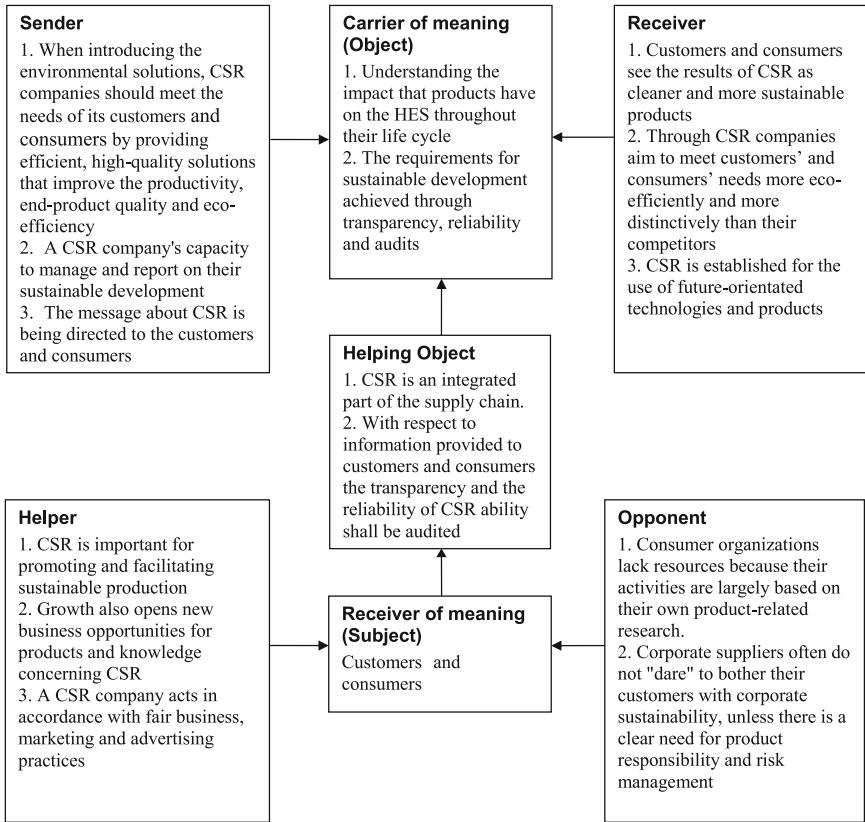 Sender
1. When introducing the
environmental solutions, CSR
companies should meet the
needs of its customers and
consumers by providing
efficient, high-quality solutions
that improve the productivity,
end-product quality and eco-
efficiency
2. A CSR company's capacity
to manage and report on their
sustainable development
3. The message about CSR is
being directed to the customers
and consumers
Carrier of meaning
(Object)
1. Understanding the
impact that products have
on the HES throughout
their life cycle
2. The requirements for
sustainable development
achieved through
transparency, reliability
and audits
Receiver
1. Customers and consumers
see the results of CSR as
cleaner and more sustainable
products
2. Through CSR companies
aim to meet customers’ and
consumers’ needs more eco-
efficiently and more
distinctively than their
competitors
3. CSR is established for the
use of future-orientated
technologies and products
Helping Object
1. CSR is an integrated
part of the supply chain.
2. With respect to
information provided to
customers and consumers
the transparency and the
reliability of CSR ability
shall be audited
Helper
1. CSR is important for
promoting and facilitating
sustainable production
2. Growth also opens new
business opportunities for
products and knowledge
concerning CSR
3. A CSR company acts in
accordance with fair business,
marketing and advertising
practices
Receiver of meaning
(Subject)
Customers and
consumers
Opponent
1. Consumer organizations
lack resources because their
activities are largely based on
their own product-related
research.
2. Corporate suppliers often do
not "dare" to bother their
customers with corporate
sustainability, unless there is a
clear need for product
responsibility and risk
management